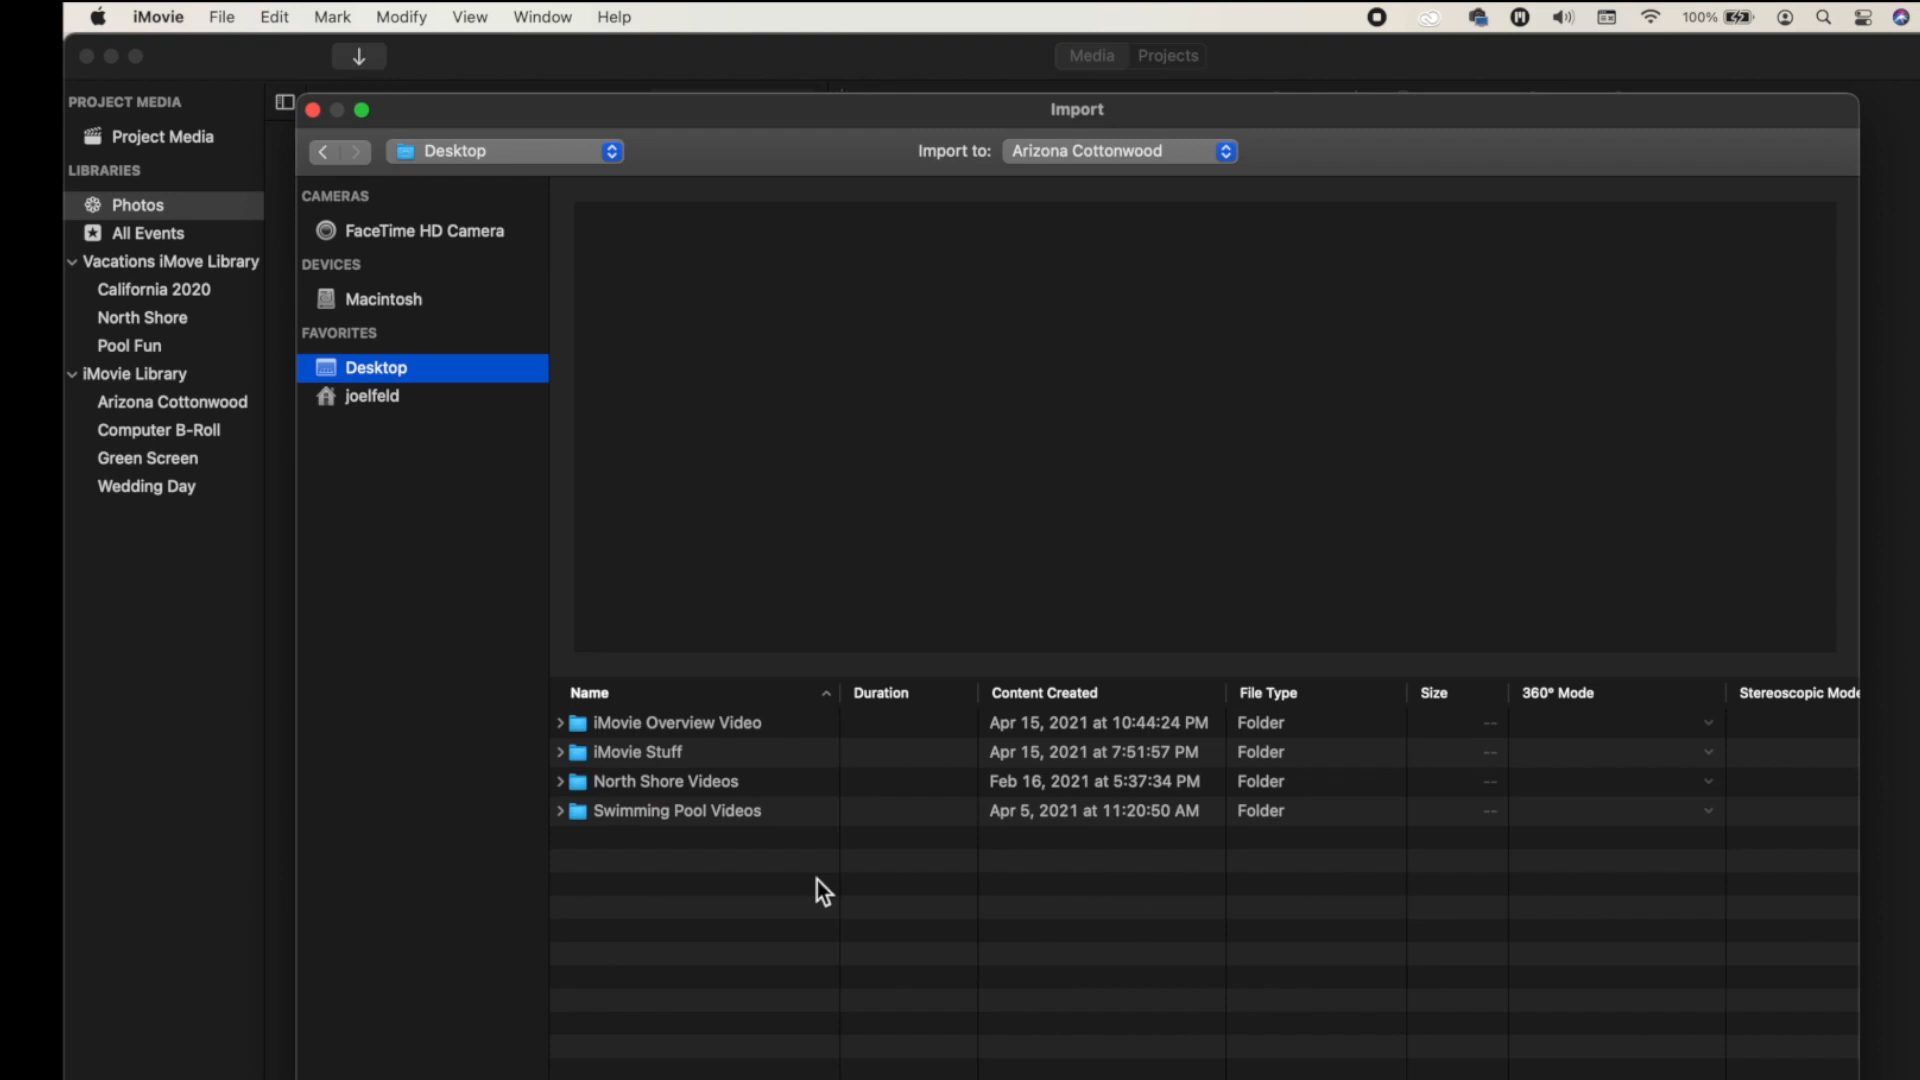 iMovie File Edit Mark Modify View Window Help 100%
Media Projects
PROJECT MEDIA
Project Media
LIBRARIES
Photos
All Events
Vacations iMove Library
California 2020
North Shore
Pool Fun
iMovie Library
Arizona Cottonwood
Computer B-Roll
Green Screen
Wedding Day
Import
Desktop Import to: Arizona Cottonwood
CAMERAS
FaceTime HD Camera
DEVICES
Macintosh
FAVORITES
Desktop
joelfeld
Name Duration Content Created File Type Size 360° Mode Stereoscopic Mode
iMovie Overview Video Apr 15, 2021 at 10:44:24 PM Folder --
iMovie Stuff Apr 15, 2021 at 7:51:57 PM Folder --
North Shore Videos Feb 16, 2021 at 5:37:34 PM Folder --
Swimming Pool Videos Apr 5, 2021 at 11:20:50 AM Folder --